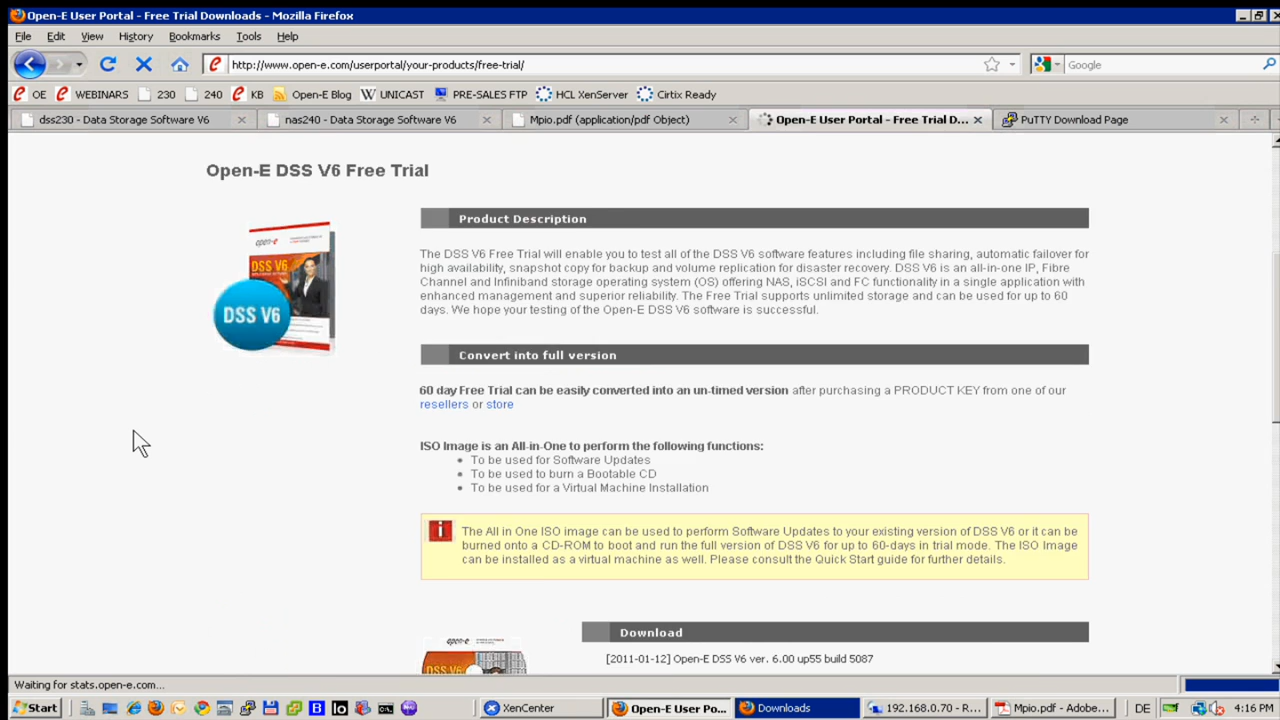 Open-E User Portal - Free Trial Downloads - Mozilla Firefox
File Edit View History Bookmarks Tools Help
http://www.open-e.com/userportal/your-products/free-trial/
Google
OE WEBINARS 230 240 KB Open-E Blog UNICAST PRE-SALES FTP HCL XenServer Cirtix Ready
dss230 - Data Storage Software V6 nas240 - Data Storage Software V6 Mpio.pdf (application/pdf Object) Open-E User Portal - Free Trial D... PuTTY Download Page
Open-E DSS V6 Free Trial
open-e
DSS V6
DSS V6
Product Description
The DSS V6 Free Trial will enable you to test all of the DSS V6 software features including file sharing, automatic failover for
high availability, snapshot copy for backup and volume replication for disaster recovery. DSS V6 is an all-in-one IP, Fibre
Channel and Infiniband storage operating system (OS) offering NAS, iSCSI and FC functionality in a single application with
enhanced management and superior reliability. The Free Trial supports unlimited storage and can be used for up to 60
days. We hope your testing of the Open-E DSS V6 software is successful.
Convert into full version
60 day Free Trial can be easily converted into an un-timed version after purchasing a PRODUCT KEY from one of our
resellers or store
ISO Image is an All-in-One to perform the following functions:
• To be used for Software Updates
• To be used to burn a Bootable CD
• To be used for a Virtual Machine Installation
The All in One ISO image can be used to perform Software Updates to your existing version of DSS V6 or it can be
burned onto a CD-ROM to boot and run the full version of DSS V6 for up to 60-days in trial mode. The ISO Image
can be installed as a virtual machine as well. Please consult the Quick Start guide for further details.
open-e
DSS V6
Download
[2011-01-12] Open-E DSS V6 ver. 6.00 up55 build 5087
Waiting for stats.open-e.com...
Start XenCenter Open-E User Po... Downloads 192.168.0.70 - R... Mpio.pdf - Adobe... DE 4:16 PM